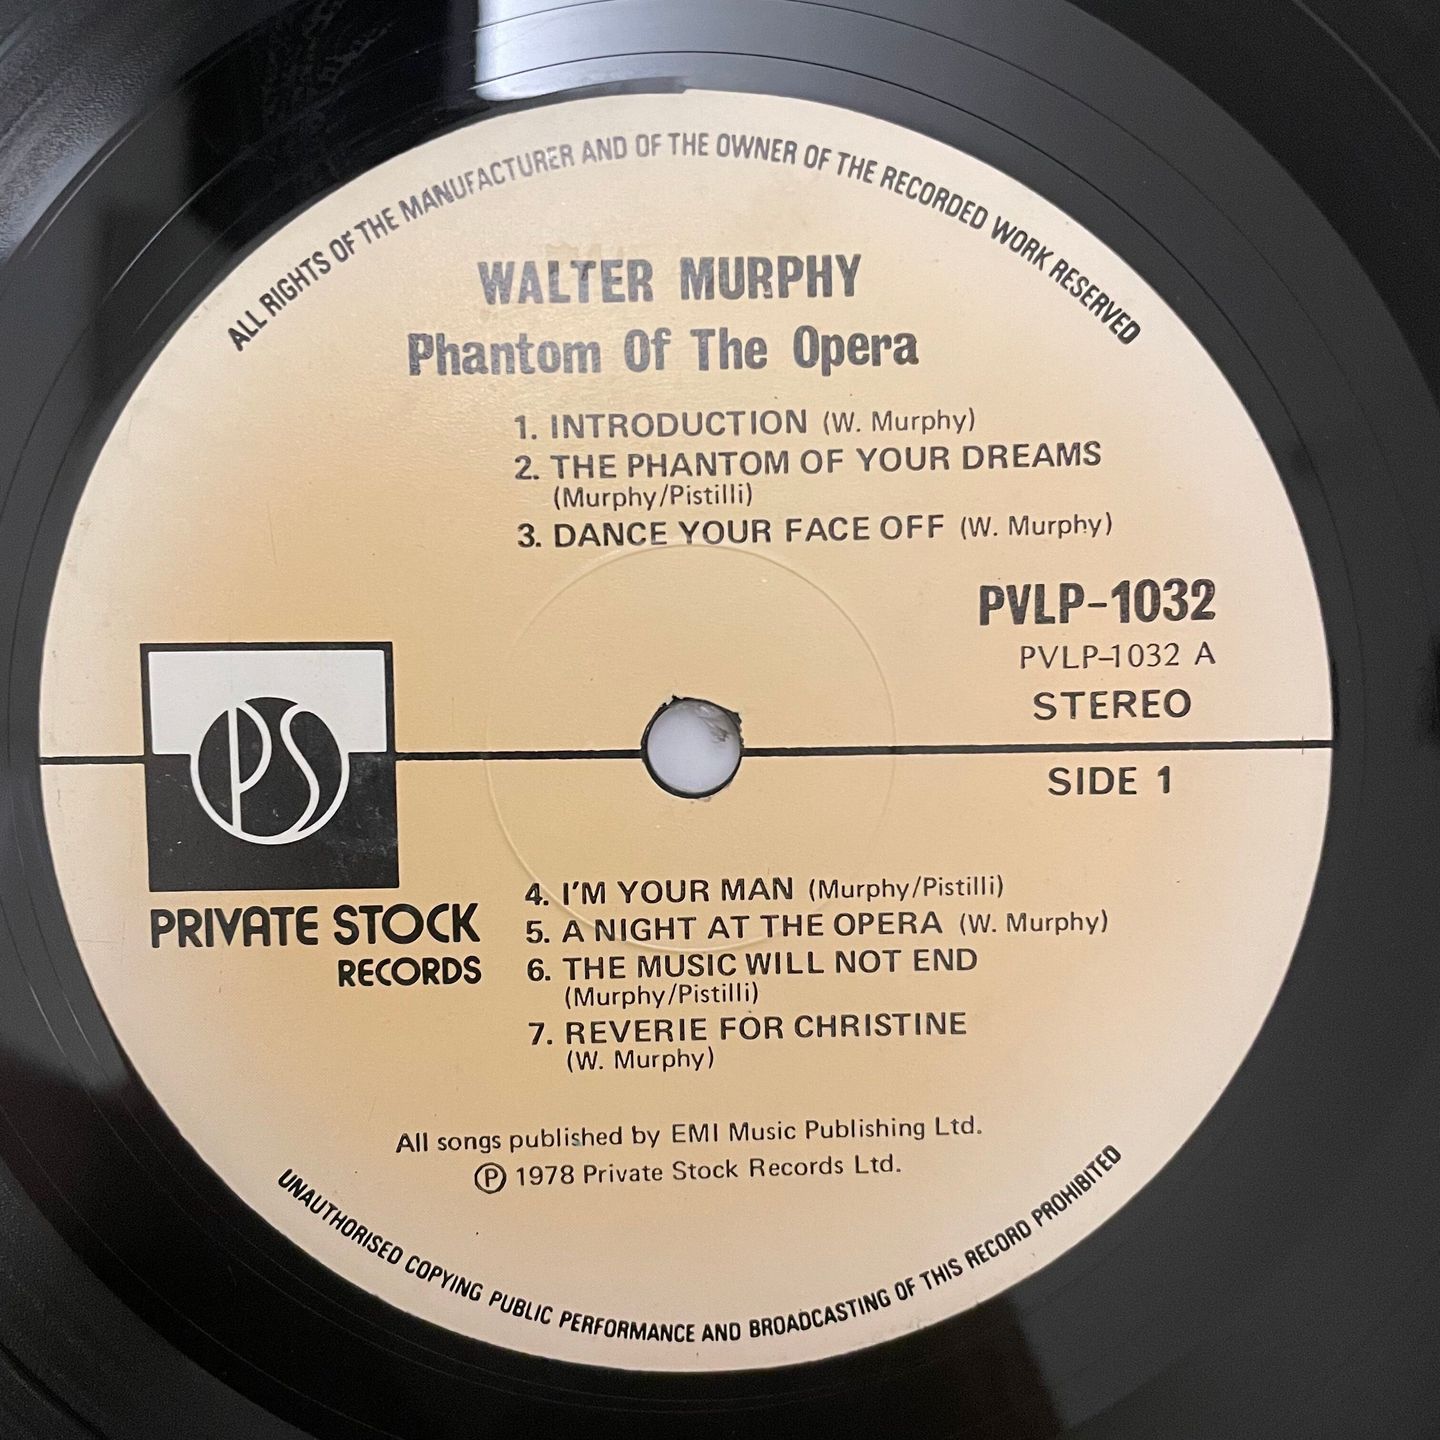 ALL RIGHTS OF THE MANUFACTURER AND OF THE OWNER OF THE RECORDED WORK RESERVED
WALTER MURPHY
Phantom Of The Opera
1. INTRODUCTION (W. Murphy)
2. THE PHANTOM OF YOUR DREAMS
(Murphy/Pistilli)
3. DANCE YOUR FACE OFF (W. Murphy)
PVLP-1032
PVLP-1032 A
STEREO
SIDE 1
PS
PRIVATE STOCK
RECORDS
4. I'M YOUR MAN (Murphy/Pistilli)
5. A NIGHT AT THE OPERA (W. Murphy)
6. THE MUSIC WILL NOT END
(Murphy/Pistilli)
7. REVERIE FOR CHRISTINE
(W. Murphy)
All songs published by EMI Music Publishing Ltd.
Ⓟ 1978 Private Stock Records Ltd.
UNAUTHORISED COPYING PUBLIC PERFORMANCE AND BROADCASTING OF THIS RECORD PROHIBITED